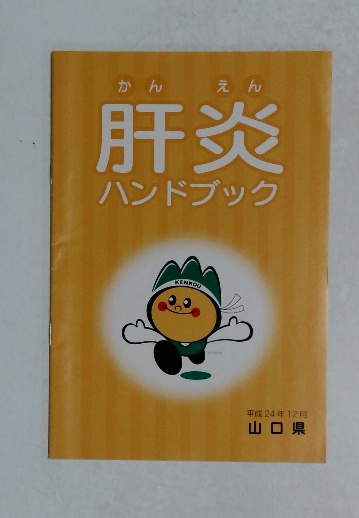 かん えん
肝炎
ハンドブック
KENKOU
平成24年12月
山口県